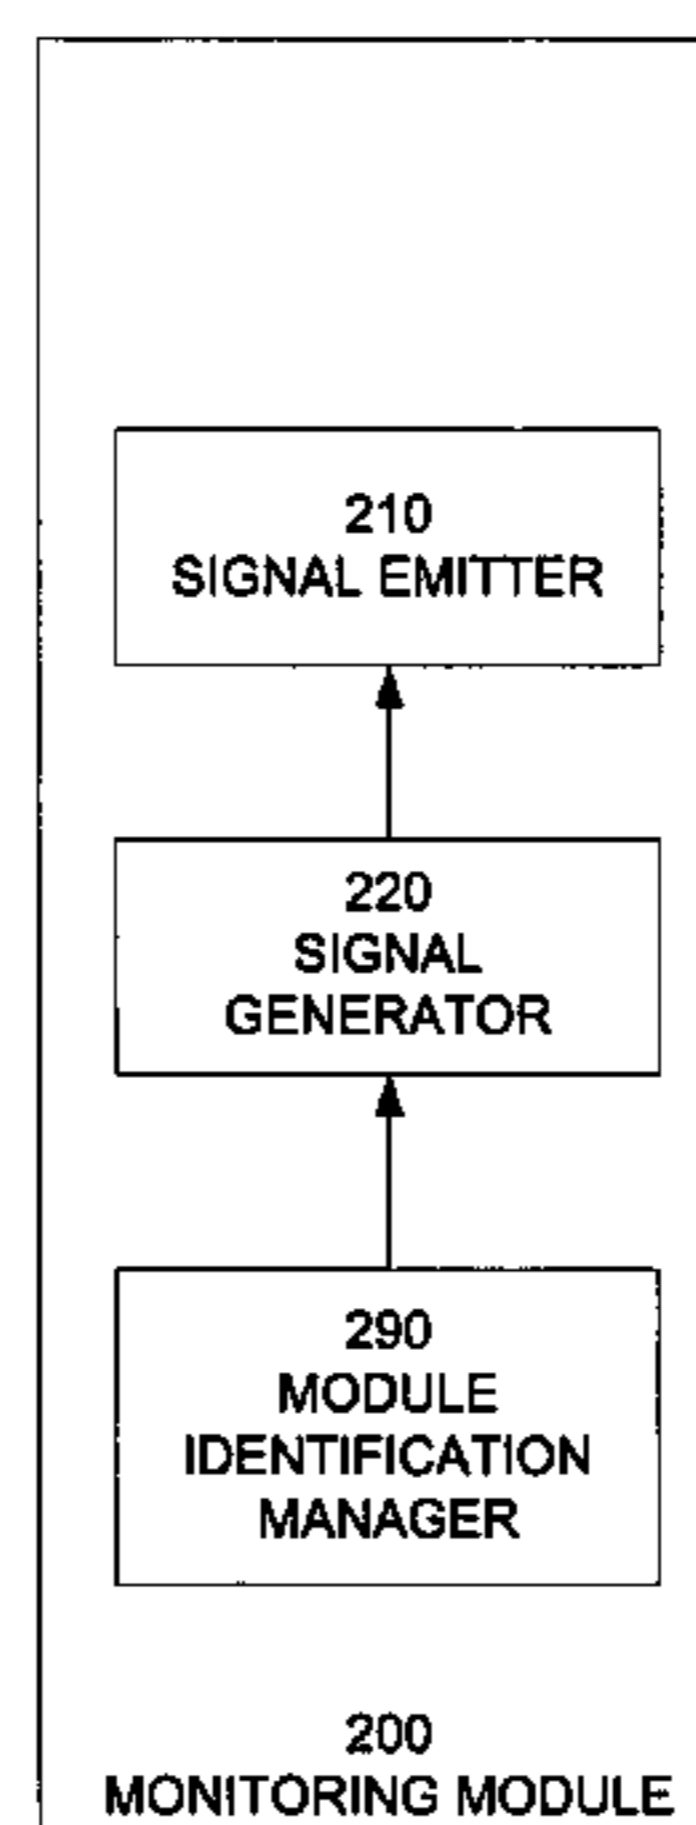 210
SIGNAL EMITTER
220
SIGNAL
GENERATOR
290
MODULE
IDENTIFICATION
MANAGER
200
MONITORING MODULE